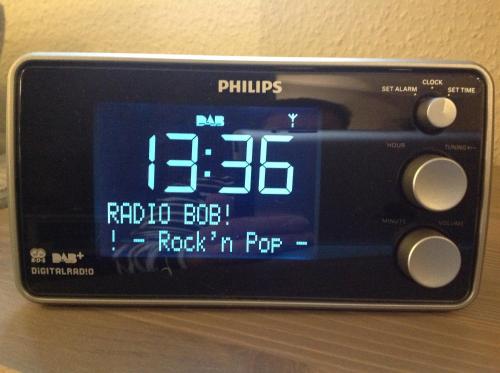 PHILIPS
CLOCK
SET ALARM
SET TIME
DAB
13:36
HOUR
TUNING+/-
RADIO BOB!
! - Rock'n Pop -
MINUTE
VOLUME
R·D·S DAB+
DiGiTALRADiO